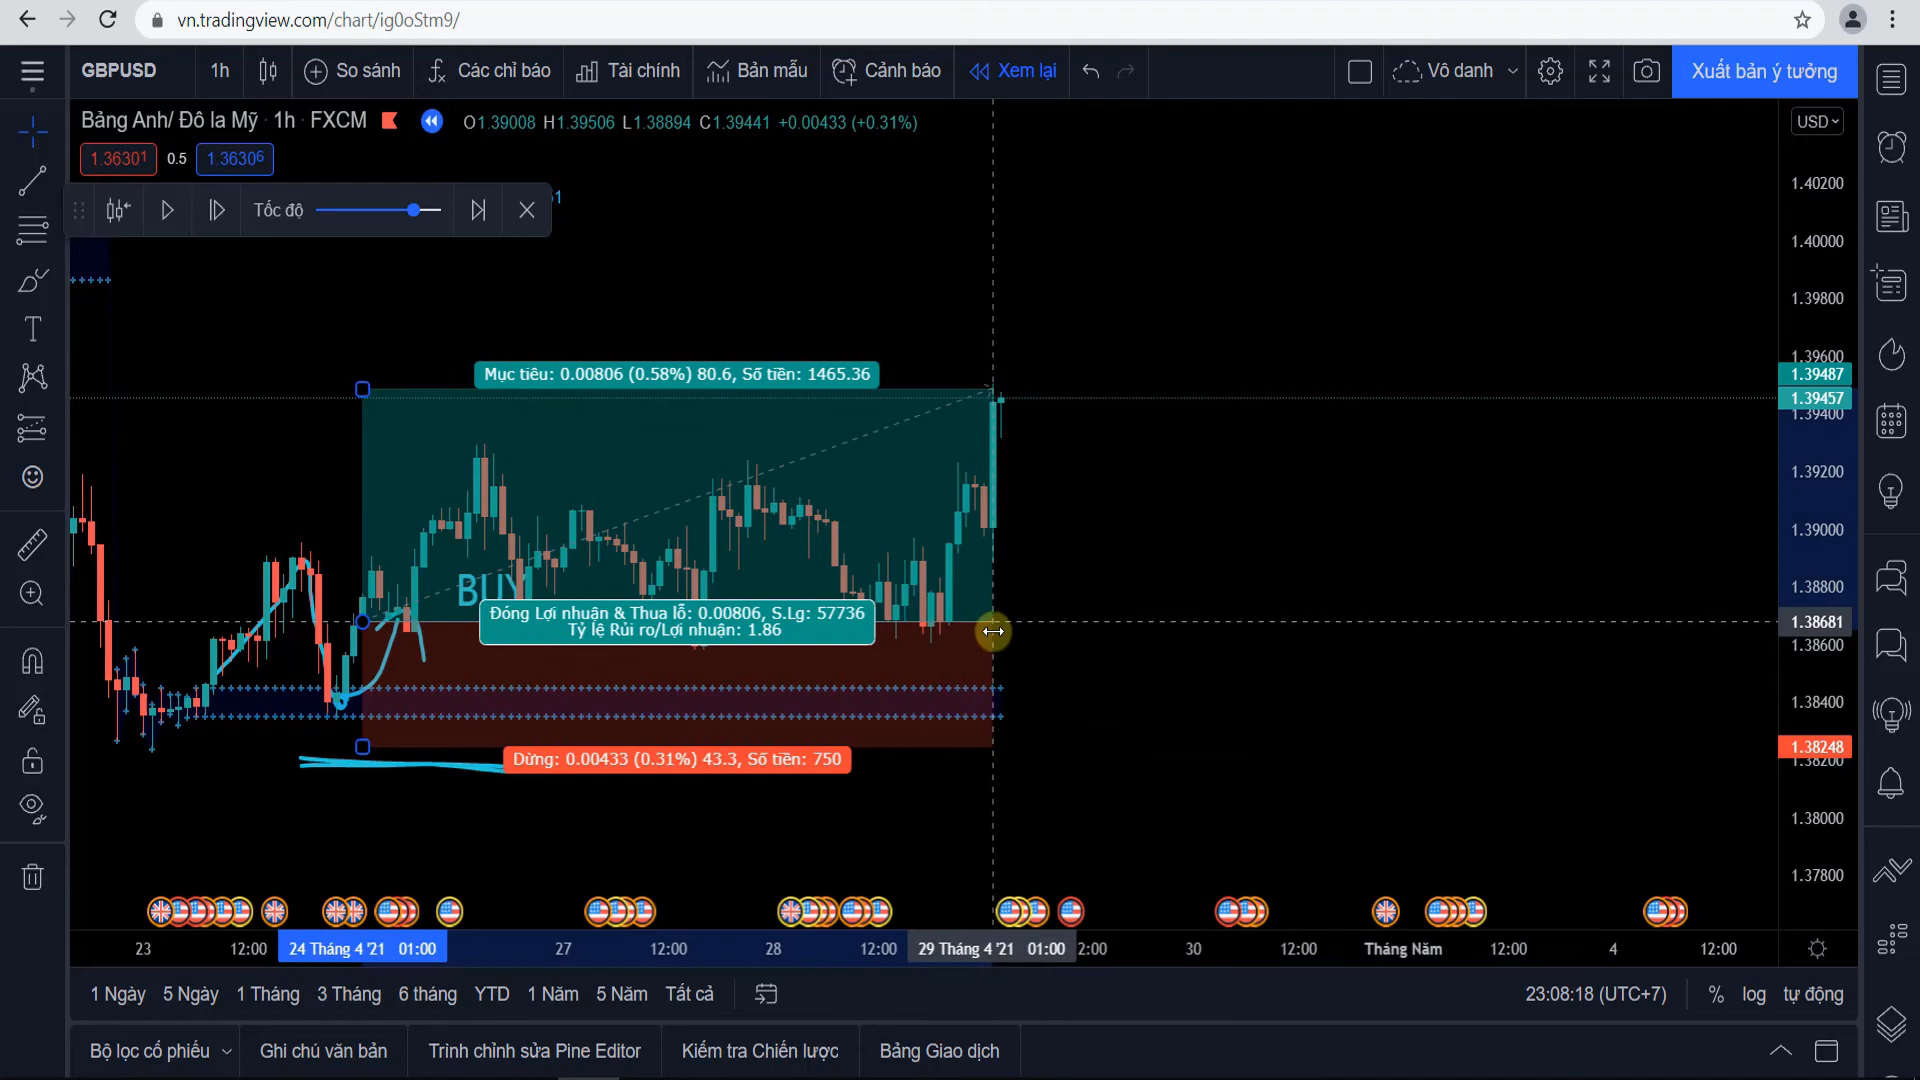 vn.tradingview.com/chart/ig0oStm9/
GBPUSD 1h So sánh Các chỉ báo Tài chính Bản mẫu Cảnh báo Xem lại Vô danh Xuất bản ý tưởng
Bảng Anh/ Đô la Mỹ · 1h · FXCM O1.39008 H1.39506 L1.38894 C1.39441 +0.00433 (+0.31%)
USD
1.36301 0.5 1.36306
Tốc độ
1.40200
1.40000
1.39800
1.39600
Mục tiêu: 0.00806 (0.58%) 80.6, Số tiền: 1465.36
1.39487
1.39457
1.39400
1.39200
1.39000
1.38800
BUY
Đóng Lợi nhuận & Thua lỗ: 0.00806, S.Lg: 57736
Tỷ lệ Rủi ro/Lợi nhuận: 1.86
1.38681
1.38600
1.38400
1.38248
Dừng: 0.00433 (0.31%) 43.3, Số tiền: 750
1.38200
1.38000
1.37800
23 12:00 24 Tháng 4 '21 01:00 27 12:00 28 12:00 29 Tháng 4 '21 01:00 2:00 30 12:00 Tháng Năm 12:00 4 12:00
1 Ngày 5 Ngày 1 Tháng 3 Tháng 6 tháng YTD 1 Năm 5 Năm Tất cả 23:08:18 (UTC+7) % log tự động
Bộ lọc cổ phiếu Ghi chú văn bản Trình chỉnh sửa Pine Editor Kiểm tra Chiến lược Bảng Giao dịch